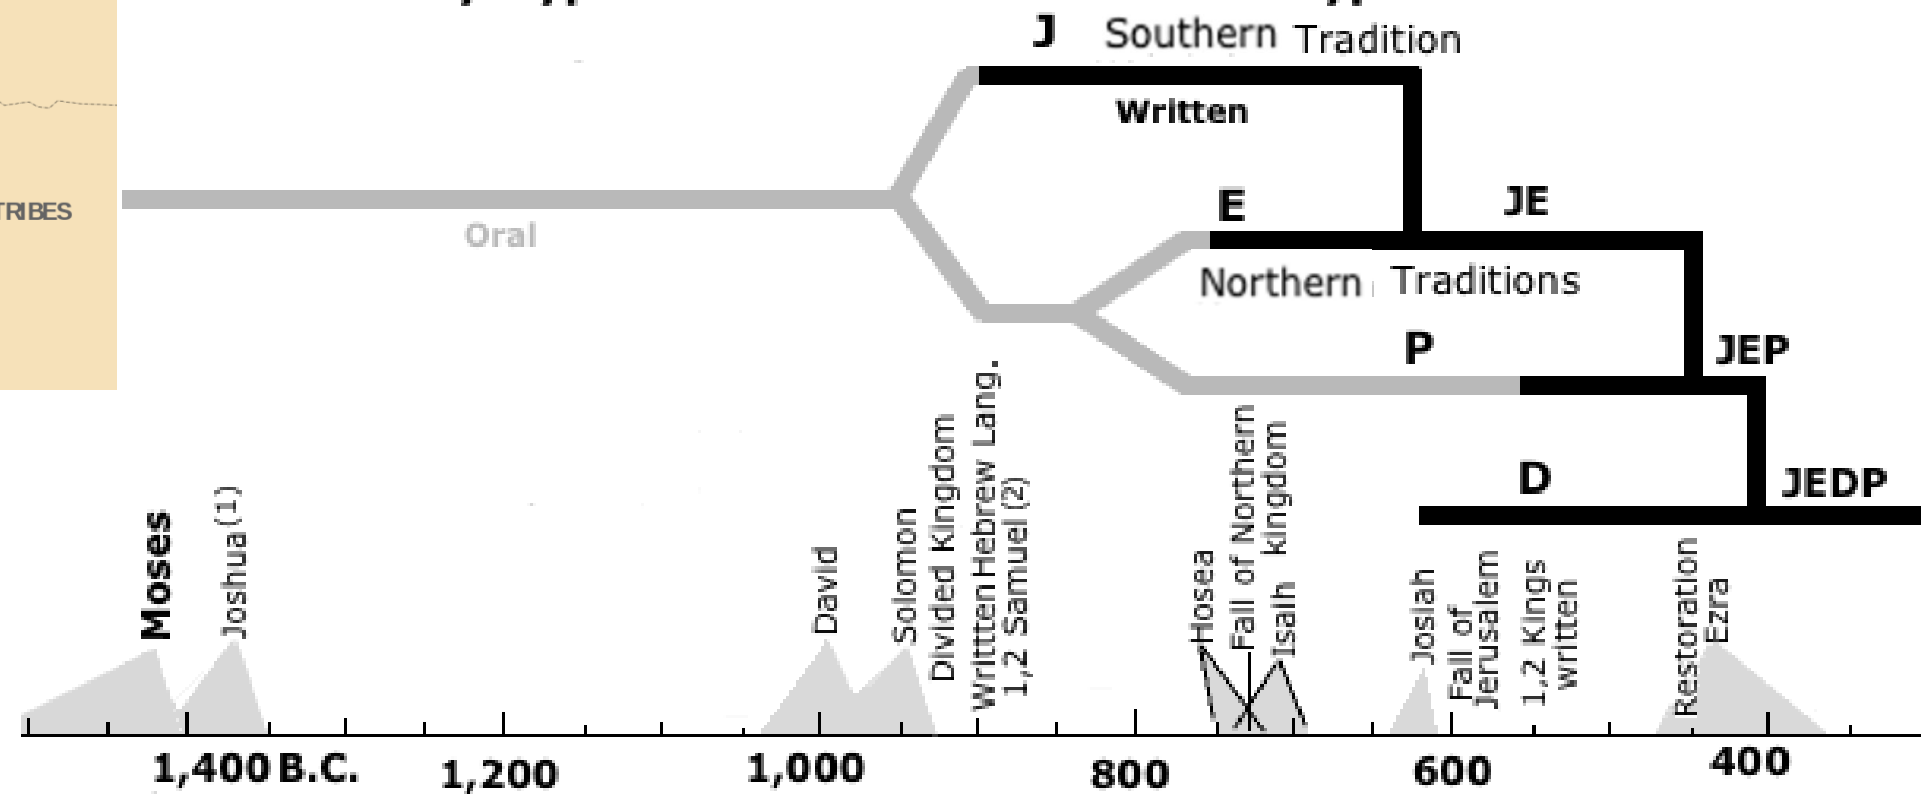 J Southern Tradition
Written
TRIBES
Oral
E
JE
Northern Traditions
P
JEP
D
JEDP
Moses
Joshua(1)
David
Solomon
Divided Kingdom
Writtten Hebrew Lang.
1,2 Samuel (2)
Hosea
Fall of Northern
kingdom
Isaih
Josiah
Fall of
Jerusalem
1,2 Kings
written
Restoration
Ezra
1,400 B.C.
1,200
1,000
800
600
400